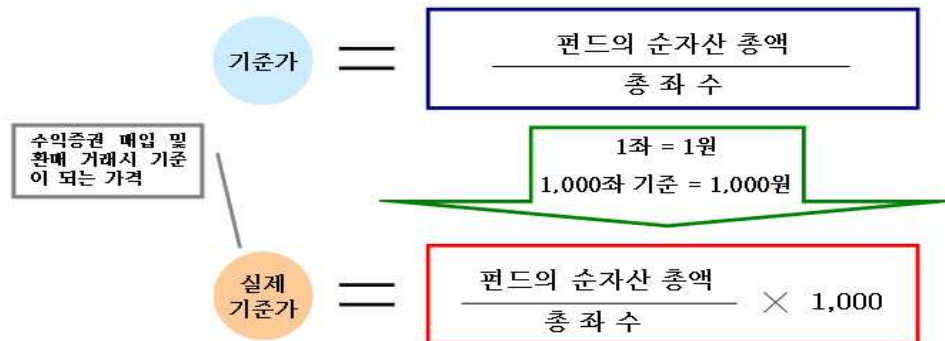 기준가
펀드의 순자산 총액
총 좌 수
수익증권 매입 및
환매 거래시 기준
이 되는 가격
1좌 = 1원
1,000좌 기준 = 1,000원
실제
기준가
펀드의 순자산 총액
총 좌 수
× 1,000